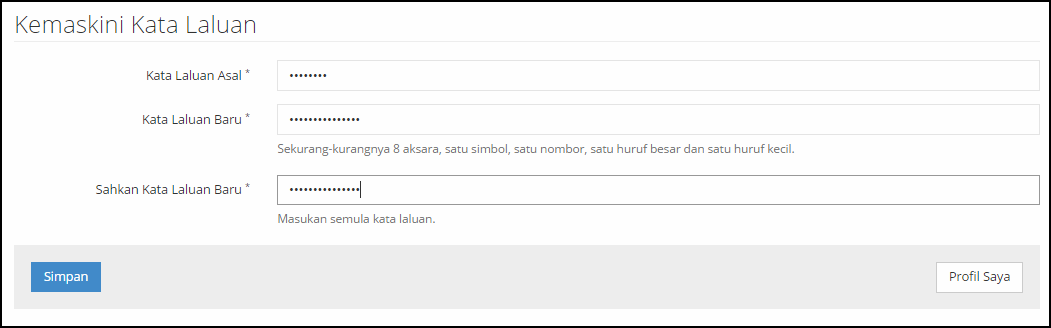 Kemaskini Kata Laluan
Kata Laluan Asal * ••••••••
Kata Laluan Baru * •••••••••••••••
Sekurang-kurangnya 8 aksara, satu simbol, satu nombor, satu huruf besar dan satu huruf kecil.
Sahkan Kata Laluan Baru * •••••••••••••••
Masukan semula kata laluan.
Simpan Profil Saya